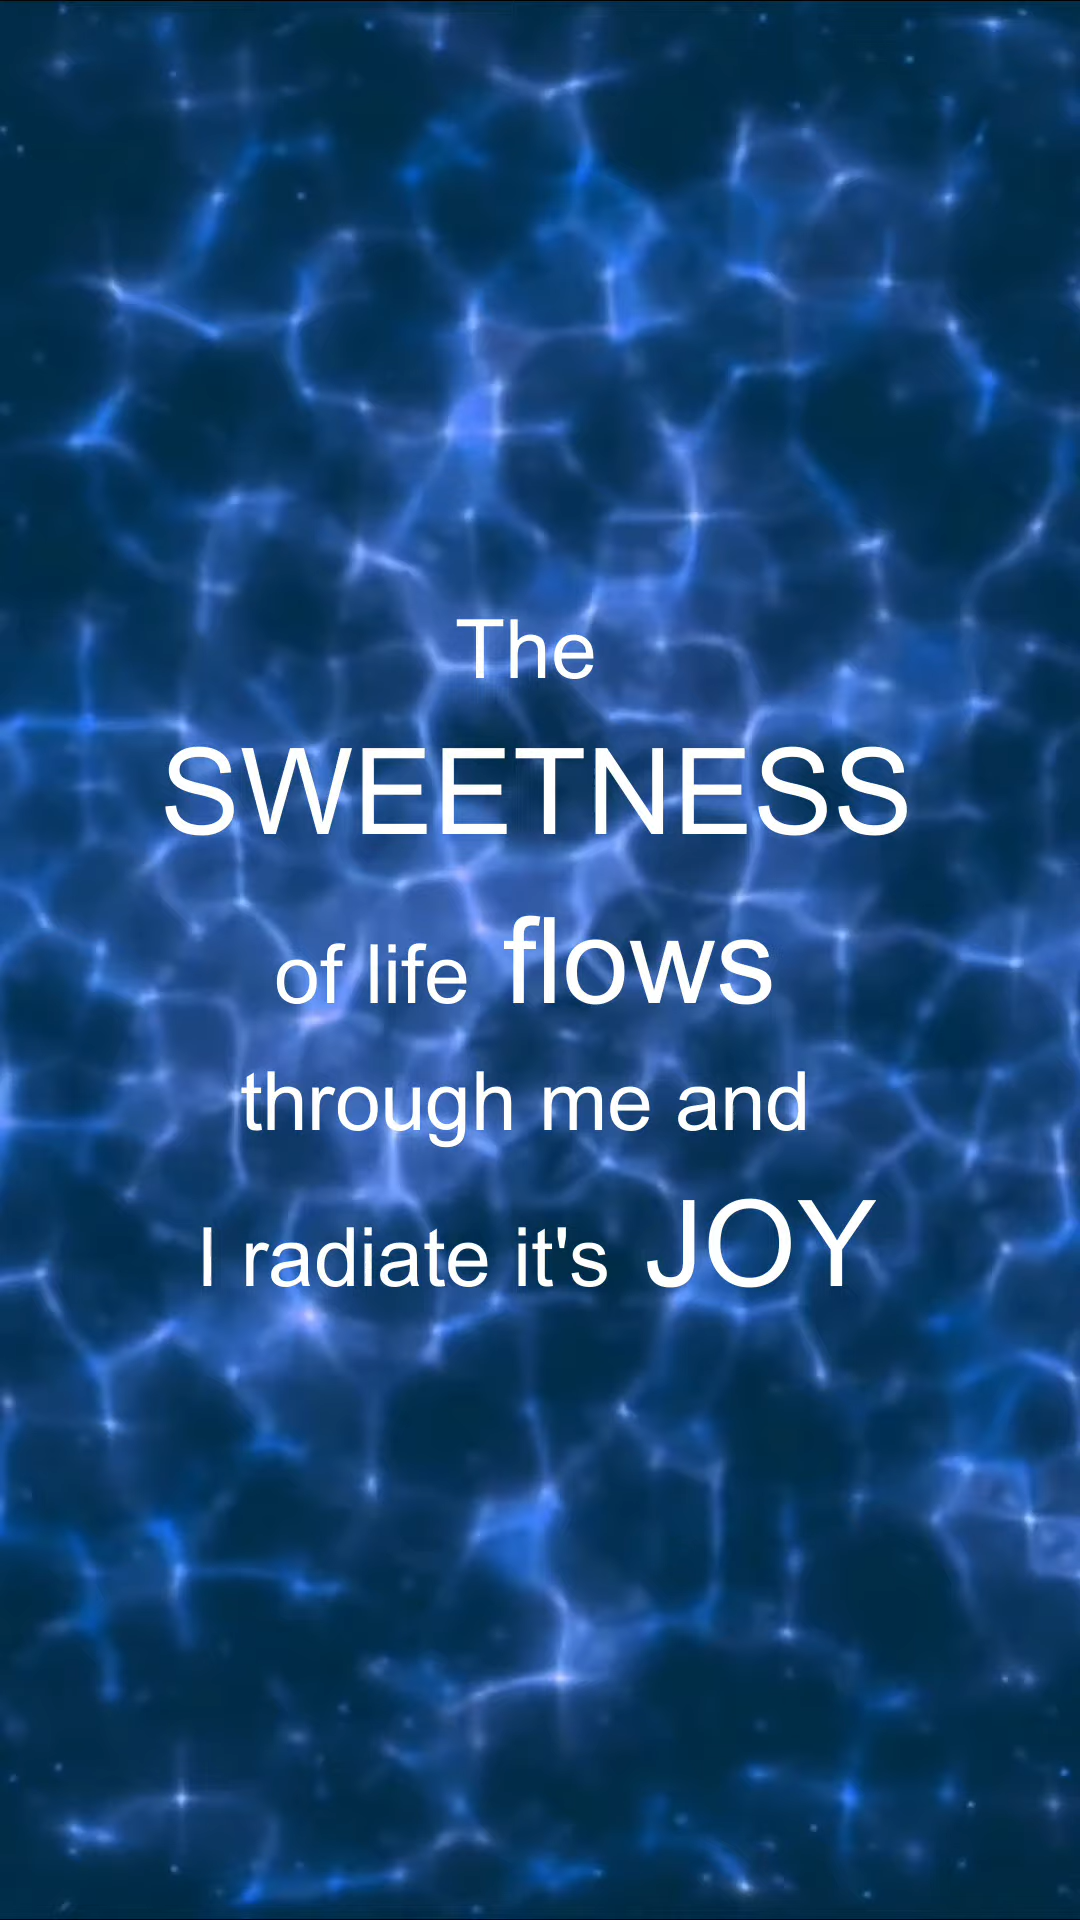 The
SWEETNESS
of life flows
through me and
I radiate it's JOY